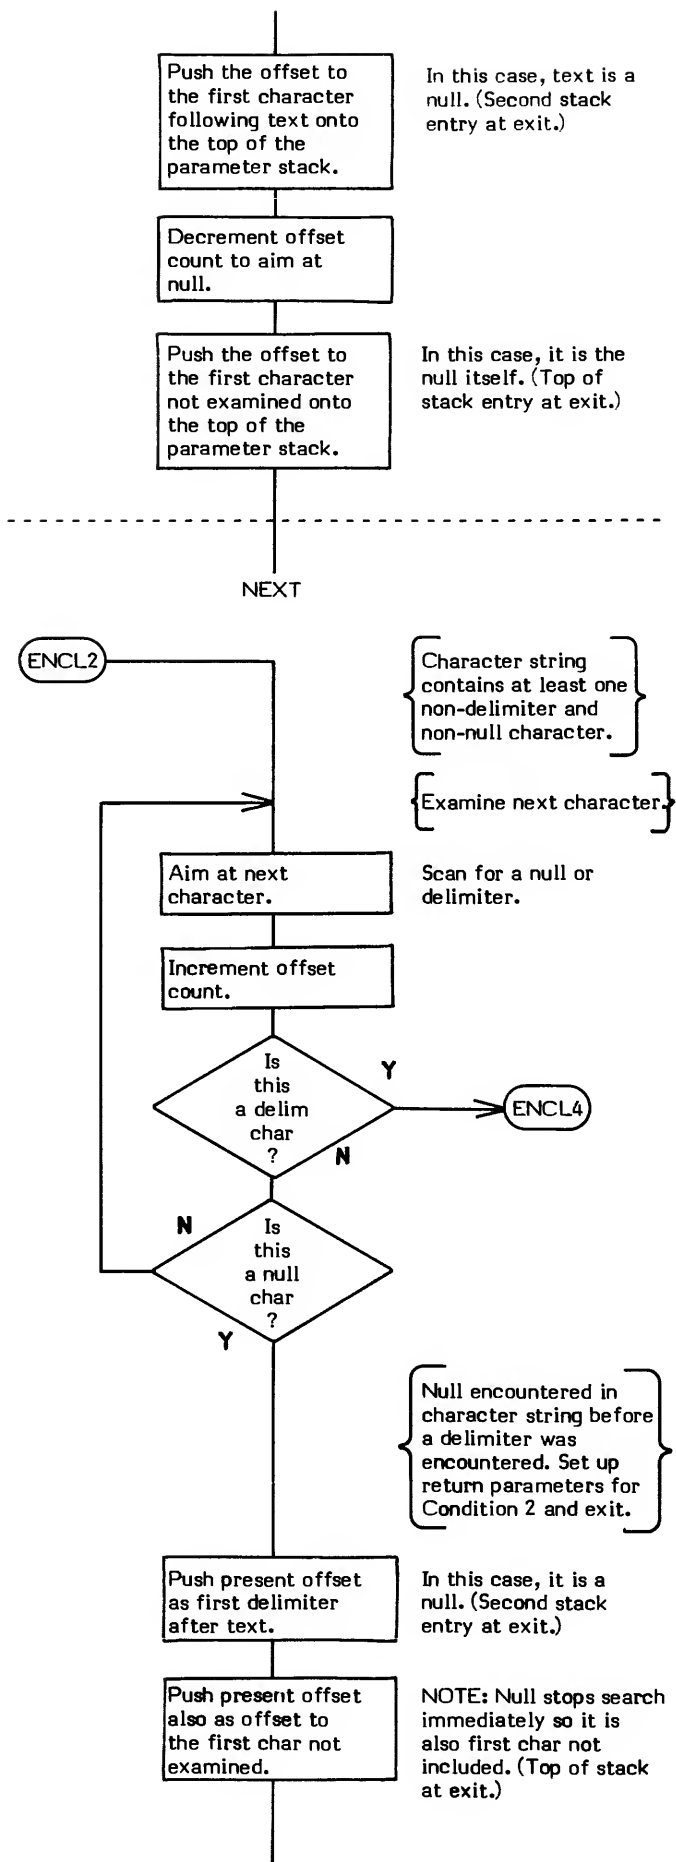 Push the offset to
the first character
following text onto
the top of the
parameter stack.
In this case, text is a
null. (Second stack
entry at exit.)
Decrement offset
count to aim at
null.
Push the offset to
the first character
not examined onto
the top of the
parameter stack.
In this case, it is the
null itself. (Top of
stack entry at exit.)
NEXT
ENCL2
Character string
contains at least one
non-delimiter and
non-null character.
Examine next character.
Aim at next
character.
Scan for a null or
delimiter.
Increment offset
count.
Is
this
a delim
char
?
Y
ENCL4
N
N
Is
this
a null
char
?
Y
Null encountered in
character string before
a delimiter was
encountered. Set up
return parameters for
Condition 2 and exit.
Push present offset
as first delimiter
after text.
In this case, it is a
null. (Second stack
entry at exit.)
Push present offset
also as offset to
the first char not
examined.
NOTE: Null stops search
immediately so it is
also first char not
included. (Top of stack
at exit.)